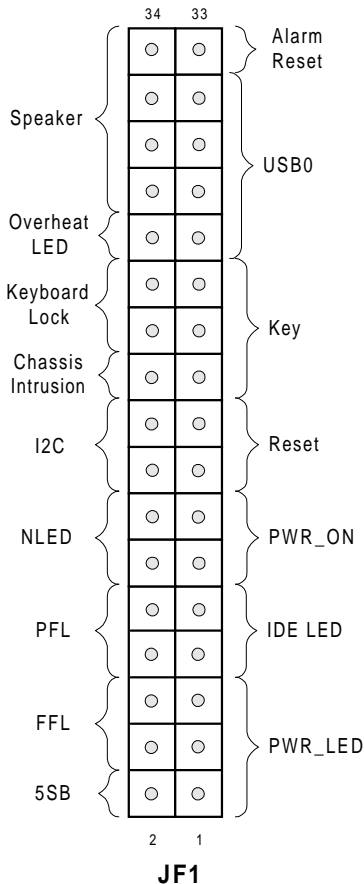 34 33
Alarm
Reset
Speaker
USB0
Overheat
LED
Keyboard
Lock
Key
Chassis
Intrusion
I2C
Reset
NLED
PWR_ON
PFL
IDE LED
FFL
PWR_LED
5SB
2 1
JF1